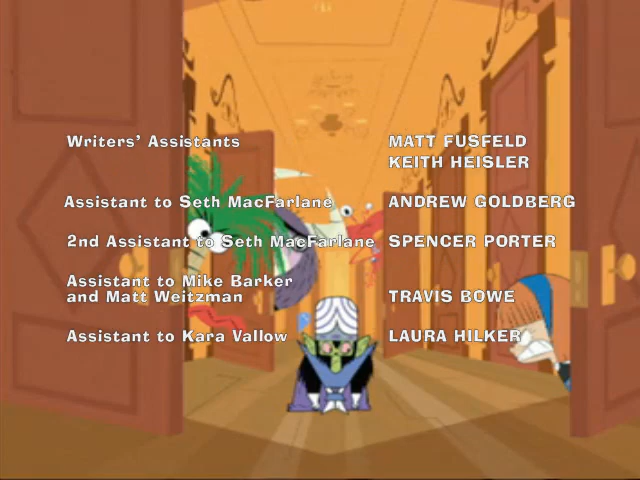 Writers' Assistants MATT FUSFELD
KEITH HEISLER
Assistant to Seth MacFarlane ANDREW GOLDBERG
2nd Assistant to Seth MacFarlane SPENCER PORTER
Assistant to Mike Barker
and Matt Weitzman TRAVIS BOWE
Assistant to Kara Vallow LAURA HILKER